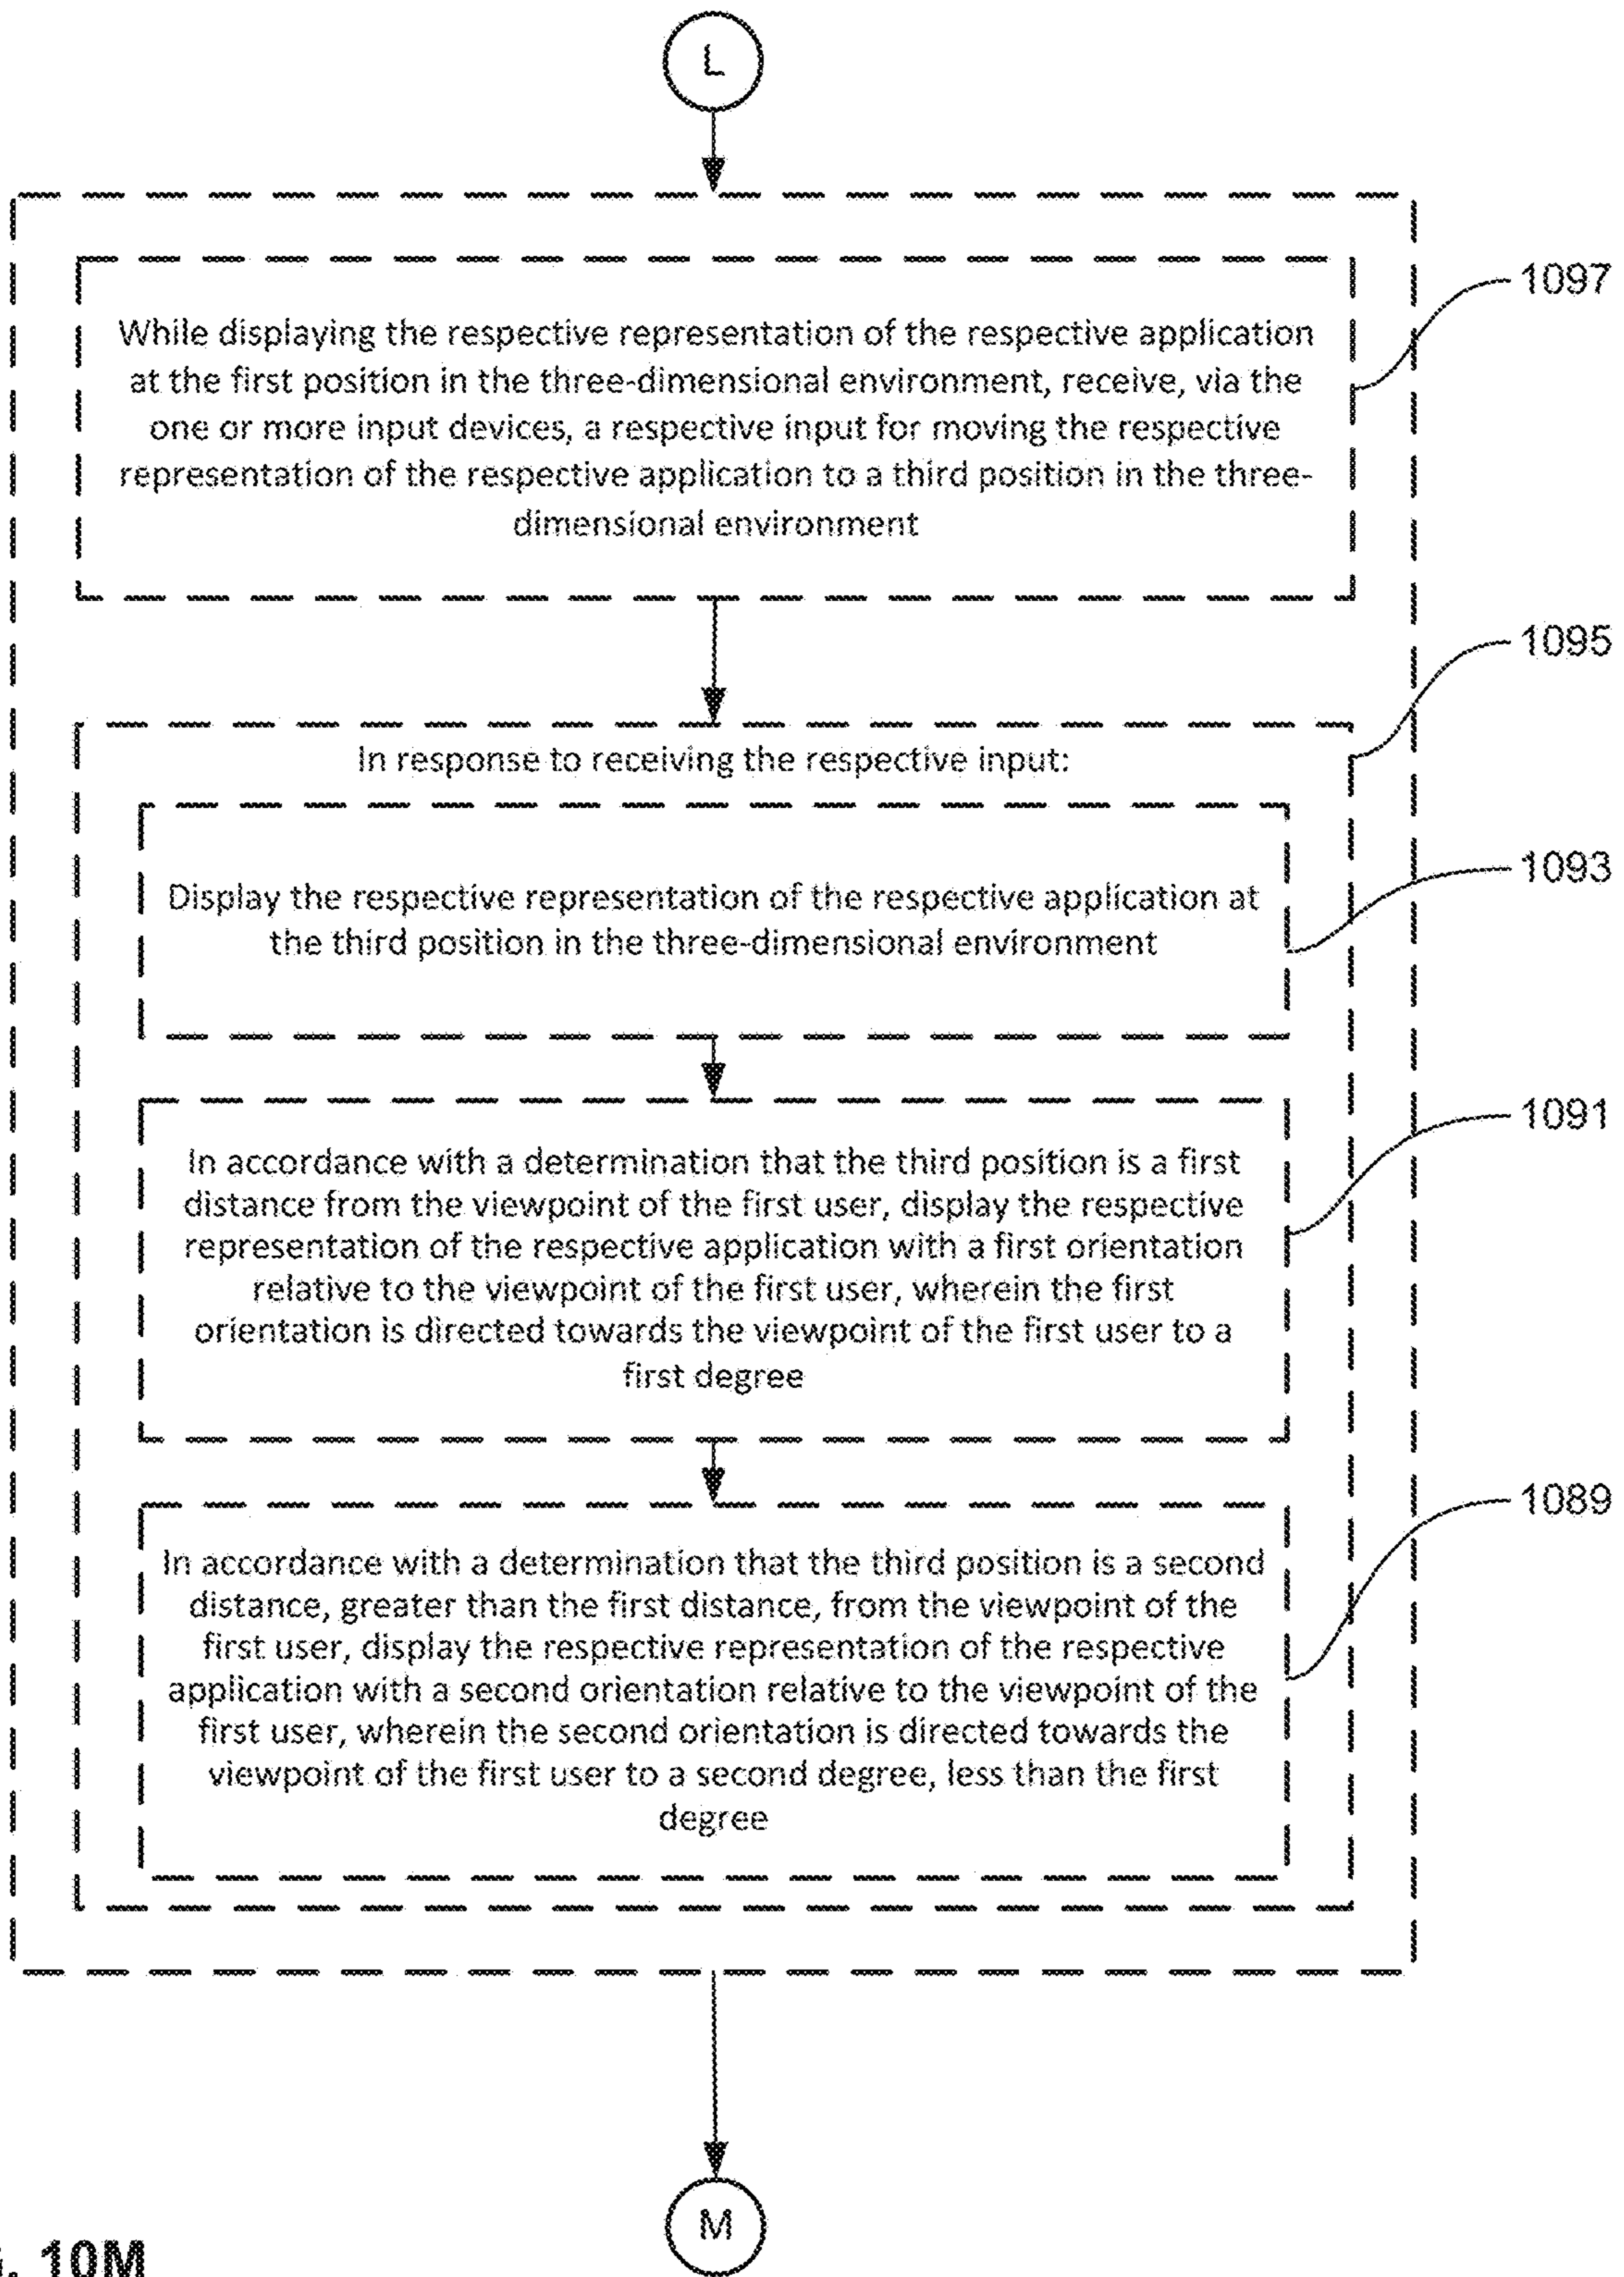 L
While displaying the respective representation of the respective application
at the first position in the three-dimensional environment, receive, via the
one or more input devices, a respective input for moving the respective
representation of the respective application to a third position in the three-
dimensional environment
1097
1095
In response to receiving the respective input:
Display the respective representation of the respective application at
the third position in the three-dimensional environment
1093
In accordance with a determination that the third position is a first
distance from the viewpoint of the first user, display the respective
representation of the respective application with a first orientation
relative to the viewpoint of the first user, wherein the first
orientation is directed towards the viewpoint of the first user to a
first degree
1091
In accordance with a determination that the third position is a second
distance, greater than the first distance, from the viewpoint of the
first user, display the respective representation of the respective
application with a second orientation relative to the viewpoint of the
first user, wherein the second orientation is directed towards the
viewpoint of the first user to a second degree, less than the first
degree
1089
M
10M